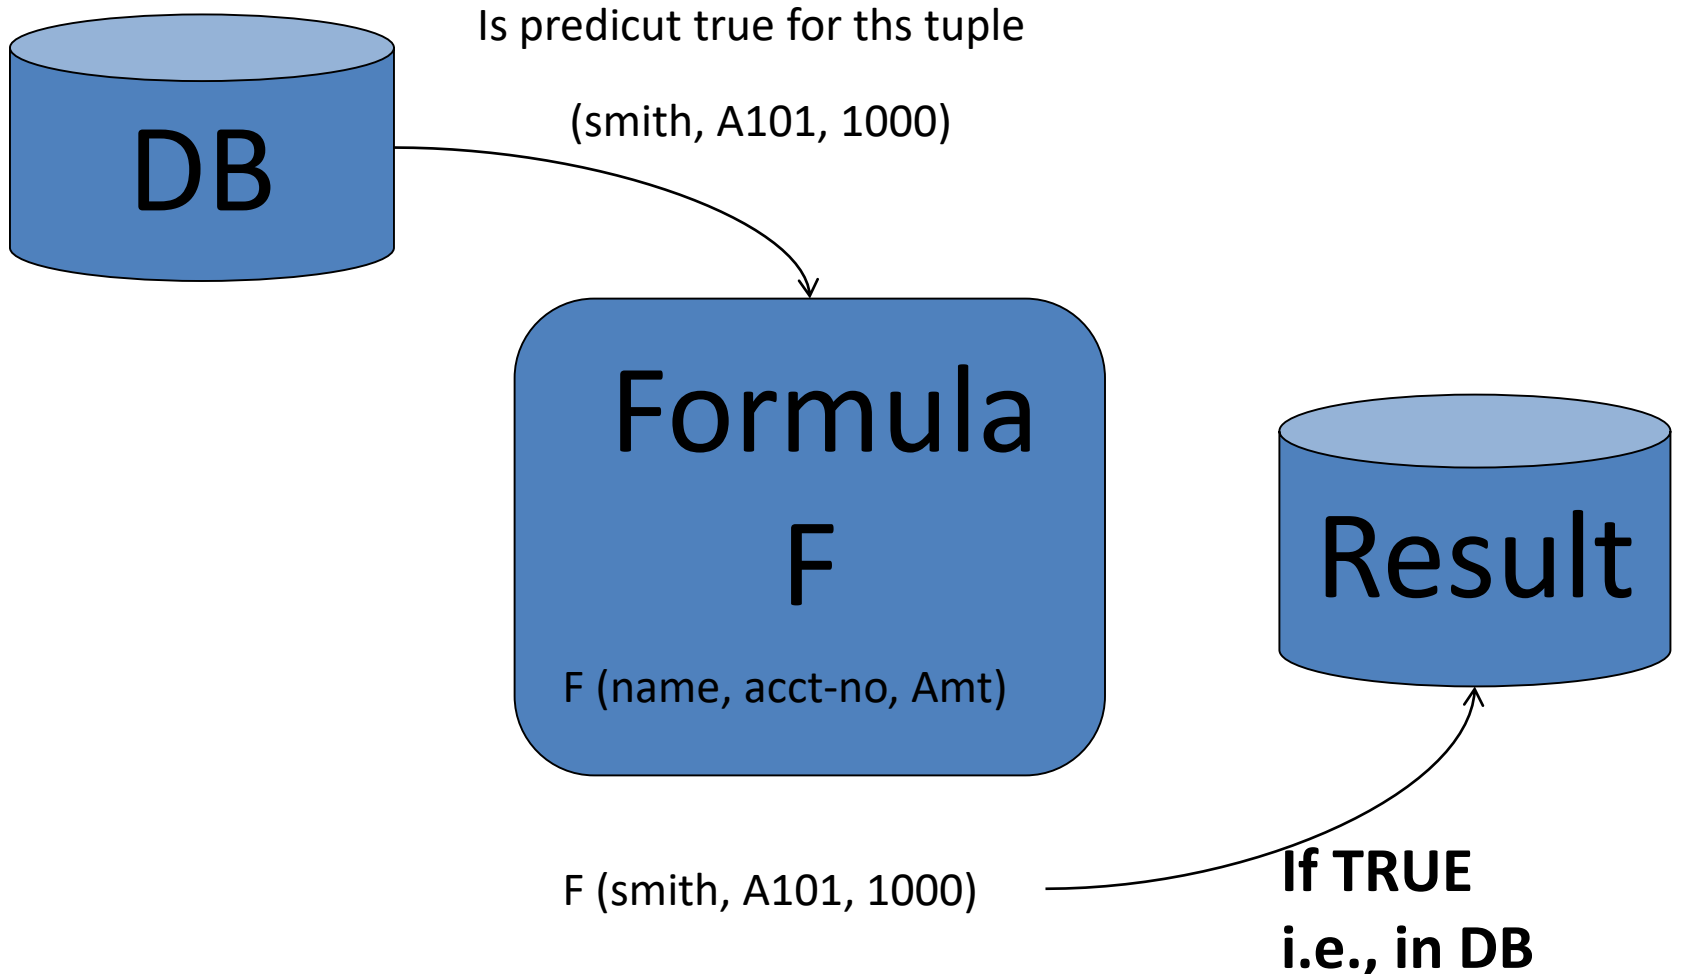 Is predicut true for ths tuple
(smith, A101, 1000)
DB
Formula
F
F (name, acct-no, Amt)
Result
F (smith, A101, 1000)
If TRUE
i.e., in DB